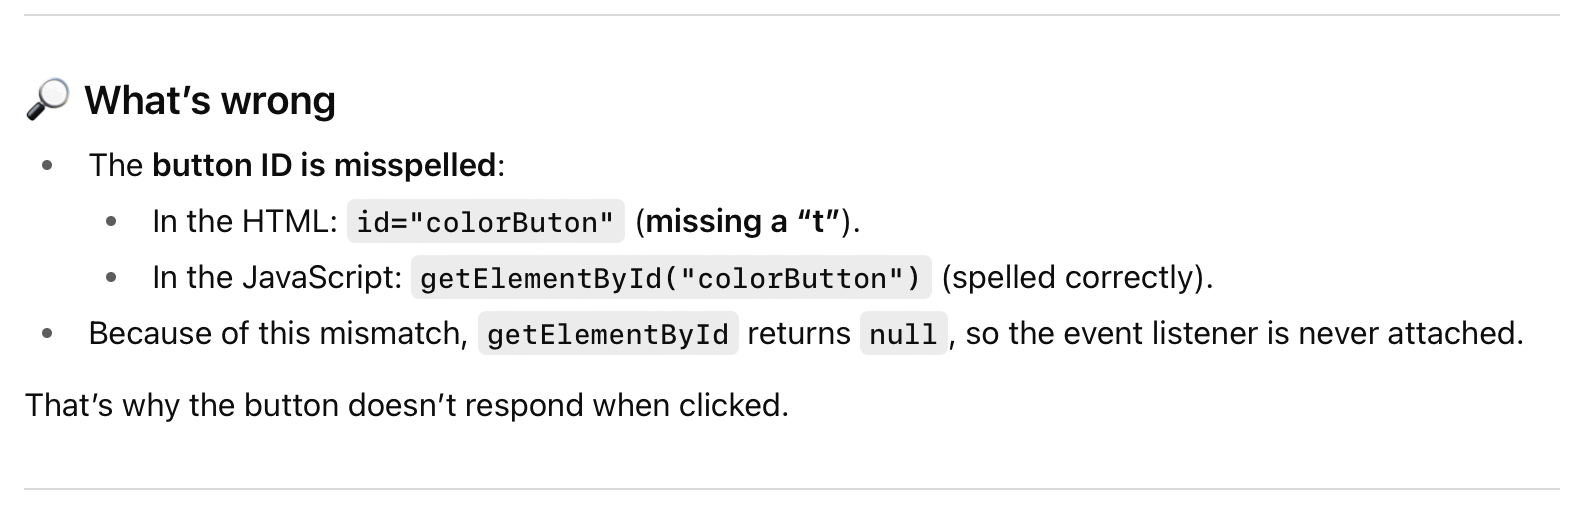 🔎 What’s wrong
• The button ID is misspelled:
• In the HTML: id="colorButon" (missing a “t”).
• In the JavaScript: getElementById("colorButton") (spelled correctly).
• Because of this mismatch, getElementById returns null, so the event listener is never attached.
That’s why the button doesn’t respond when clicked.